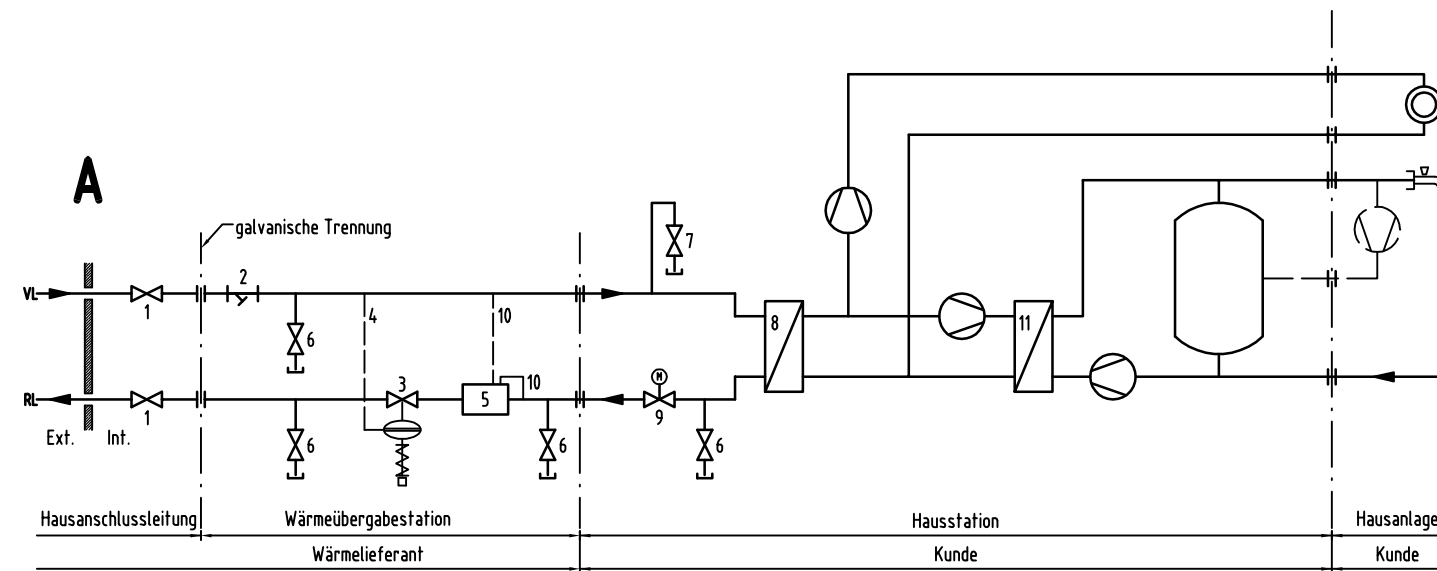 A
galvanische Trennung
VL
1
2
6
4
10
7
8
11
RL
1
3
5
10
M
9
6
6
6
Ext.
Int.
Hausanschlussleitung
Wärmeübergabestation
Hausstation
Hausanlage
Wärmelieferant
Kunde
Kunde